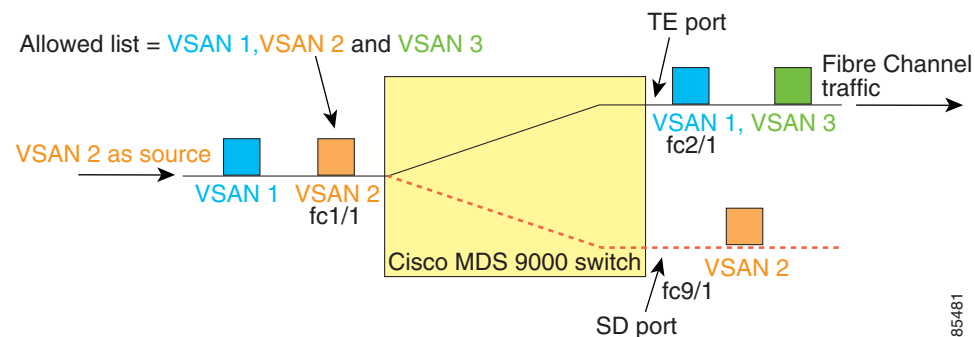 TE port
Allowed list = VSAN 1,VSAN 2 and VSAN 3
Fibre Channel
traffic
VSAN 1, VSAN 3
fc2/1
VSAN 2 as source
VSAN 1
VSAN 2
fc1/1
Cisco MDS 9000 switch
VSAN 2
fc9/1
SD port
85481